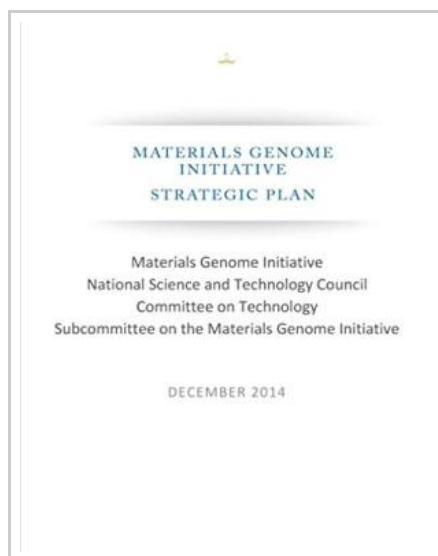 MATERIALS GENOME
INITIATIVE
STRATEGIC PLAN
Materials Genome Initiative
National Science and Technology Council
Committee on Technology
Subcommittee on the Materials Genome Initiative
DECEMBER 2014